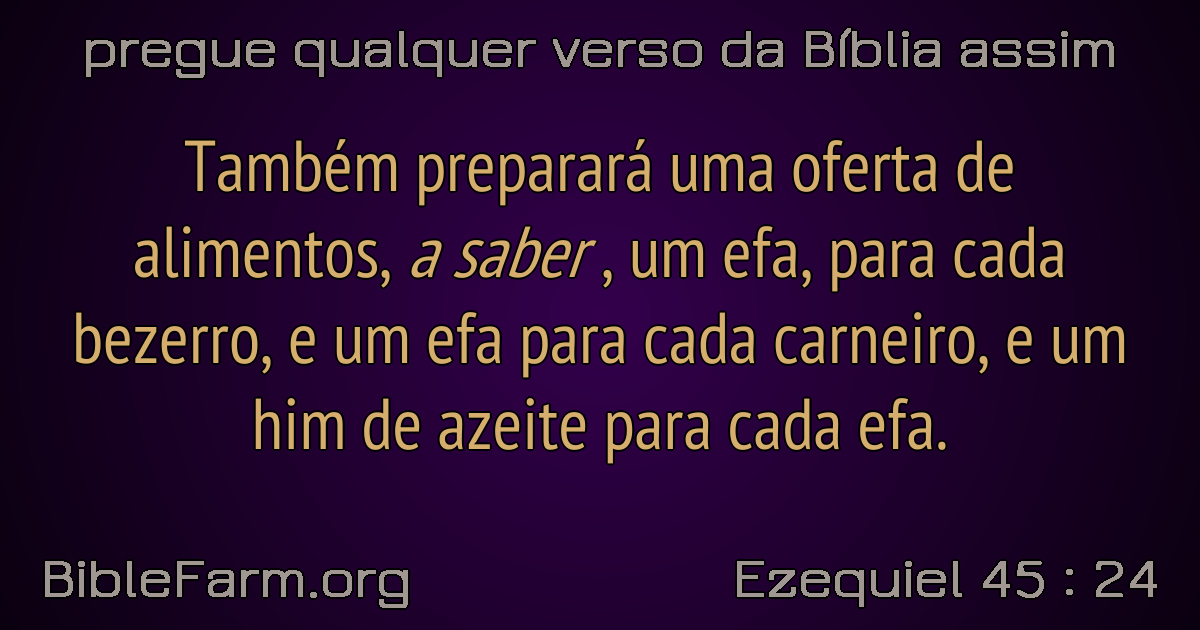 pregue qualquer verso da Bíblia assim
Também preparará uma oferta de
alimentos, a saber , um efa, para cada
bezerro, e um efa para cada carneiro, e um
him de azeite para cada efa.
BibleFarm.org
Ezequiel 45 : 24